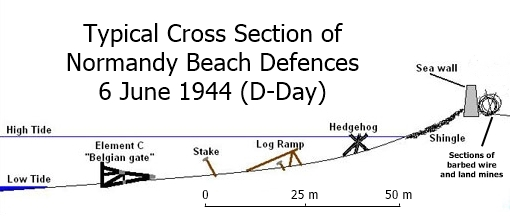 Typical Cross Section of
Normandy Beach Defences
6 June 1944 (D-Day)
Sea wall
High Tide
Hedgehog
Element C
"Belgian gate"
Stake
Log Ramp
Shingle
Sections of
barbed wire
and land mines
Low Tide
0 25 m 50 m